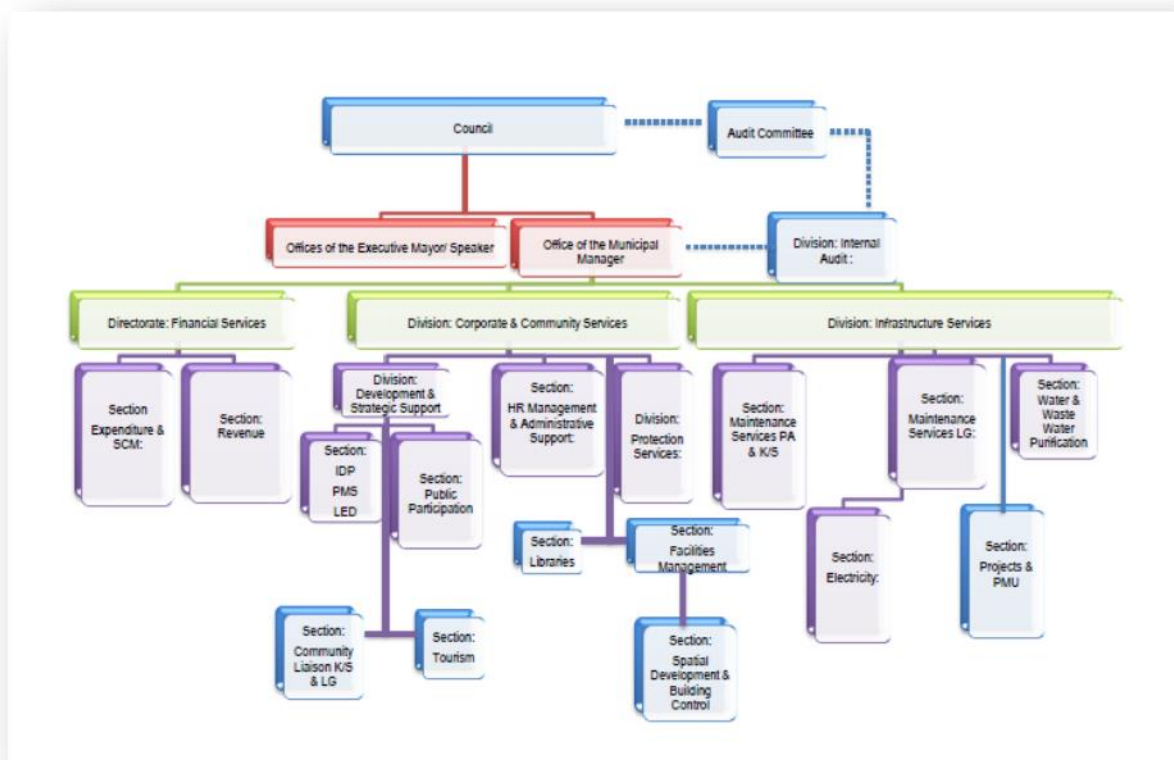 Council
Audit Committee
Offices of the Executive Mayor/ Speaker
Office of the Municipal
Manager
Division: Internal
Audit :
Directorate: Financial Services
Division: Corporate & Community Services
Division: Infrastructure Services
Section
Expenditure &
SCM:
Section:
Revenue
Division:
Development &
Strategic Support
Section:
HR Management
& Administrative
Support:
Division:
Protection
Services:
Section:
Maintenance
Services PA
& K/S
Section:
Maintenance
Services LG:
Section:
Water &
Waste
Water
Purification
Section:
IDP
PMS
LED
Section:
Public
Participation
Section:
Libraries
Section:
Facilities
Management
Section:
Electricity:
Section:
Projects &
PMU
Section:
Community
Liaison K/S
& LG
Section:
Tourism
Section:
Spatial
Development &
Building
Control